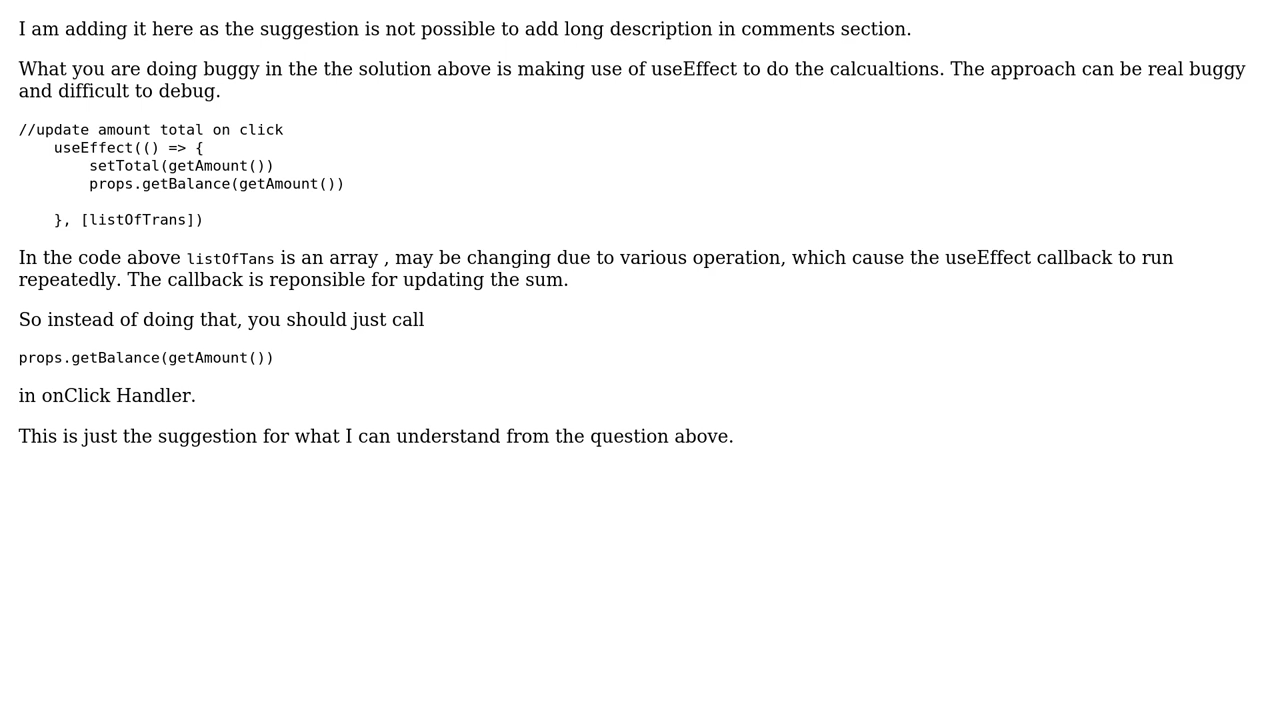 I am adding it here as the suggestion is not possible to add long description in comments section.
What you are doing buggy in the the solution above is making use of useEffect to do the calcualtions. The approach can be real buggy
and difficult to debug.
//update amount total on click
    useEffect(() => {
        setTotal(getAmount())
        props.getBalance(getAmount())
    }, [listOfTrans])
In the code above listOfTans is an array , may be changing due to various operation, which cause the useEffect callback to run
repeatedly. The callback is reponsible for updating the sum.
So instead of doing that, you should just call
props.getBalance(getAmount())
in onClick Handler.
This is just the suggestion for what I can understand from the question above.